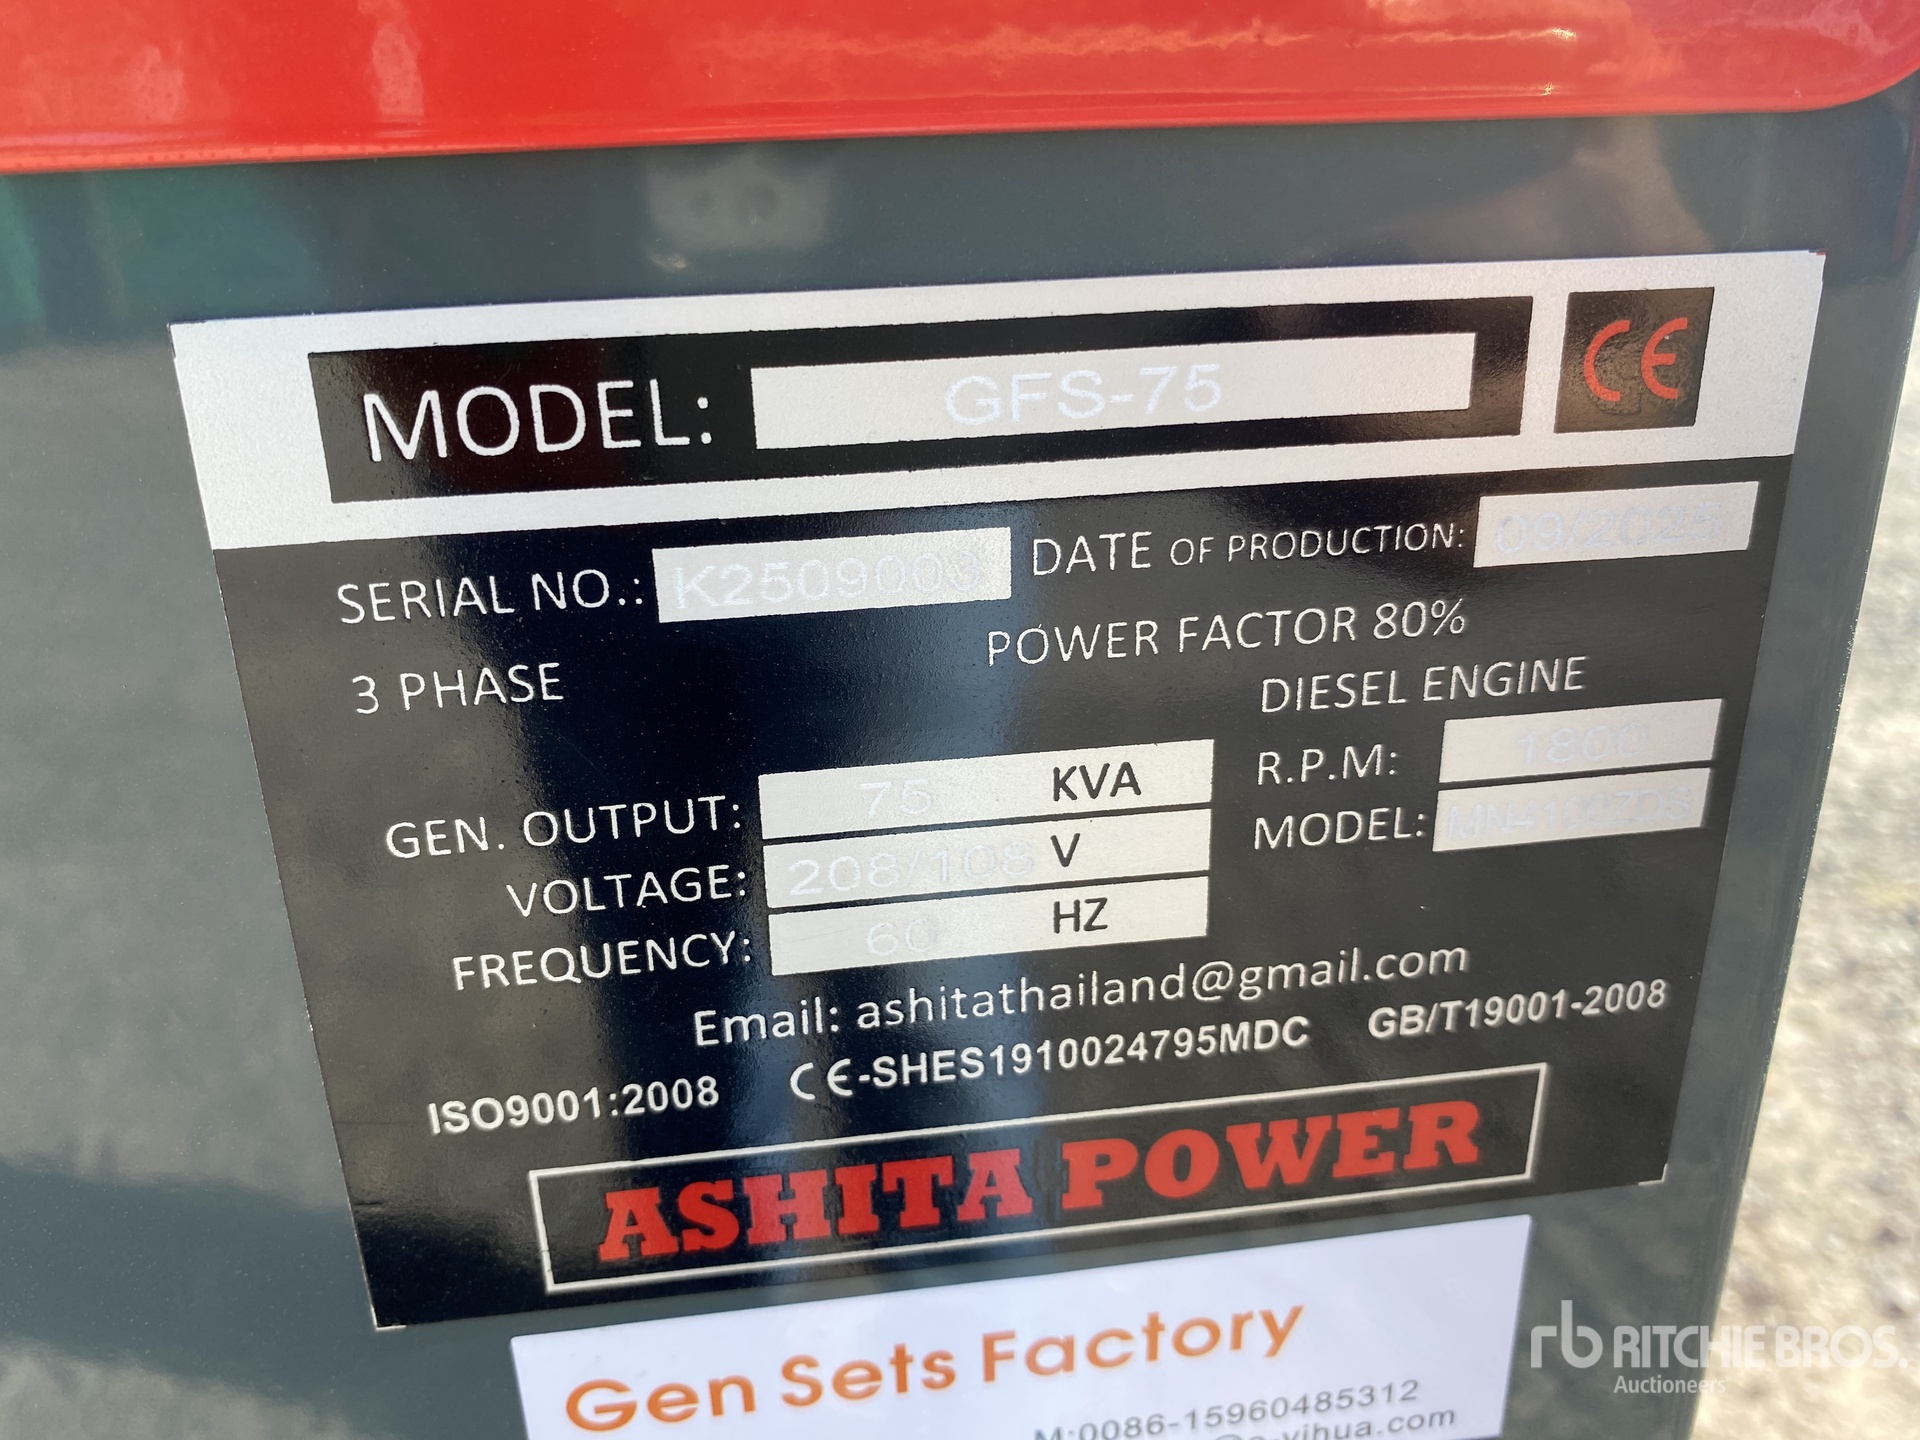 MODEL: GFS-75 CE
SERIAL NO.: K2509003 DATE OF PRODUCTION: 09/2025
3 PHASE POWER FACTOR 80%
DIESEL ENGINE
GEN. OUTPUT: 75 KVA R.P.M: 1800
VOLTAGE: 208/108 V MODEL:
FREQUENCY: 60 HZ
Email: ashitathailand@gmail.com
ISO9001:2008 CE-SHES1910024795MDC GB/T19001-2008
ASHITA POWER
Gen Sets Factory
M:0086-15960485312
rb RITCHIE BROS.
Auctioneers